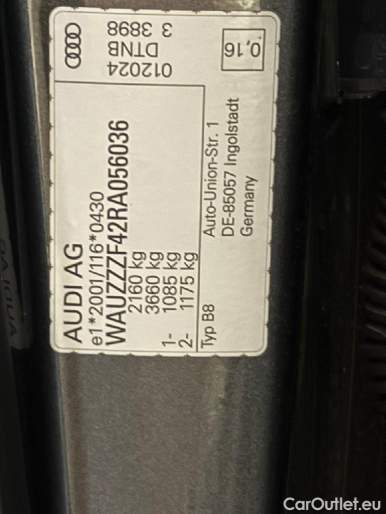 AUDI AG
e1*2001/116*0430
WAUZZZF42RA056036
2160 kg
3660 kg
1- 1085 kg
2- 1175 kg
Typ B8
Auto-Union-Str. 1
DE-85057 Ingolstadt
Germany
012024
DTNB
3 3898
0,16
CarOutlet.eu